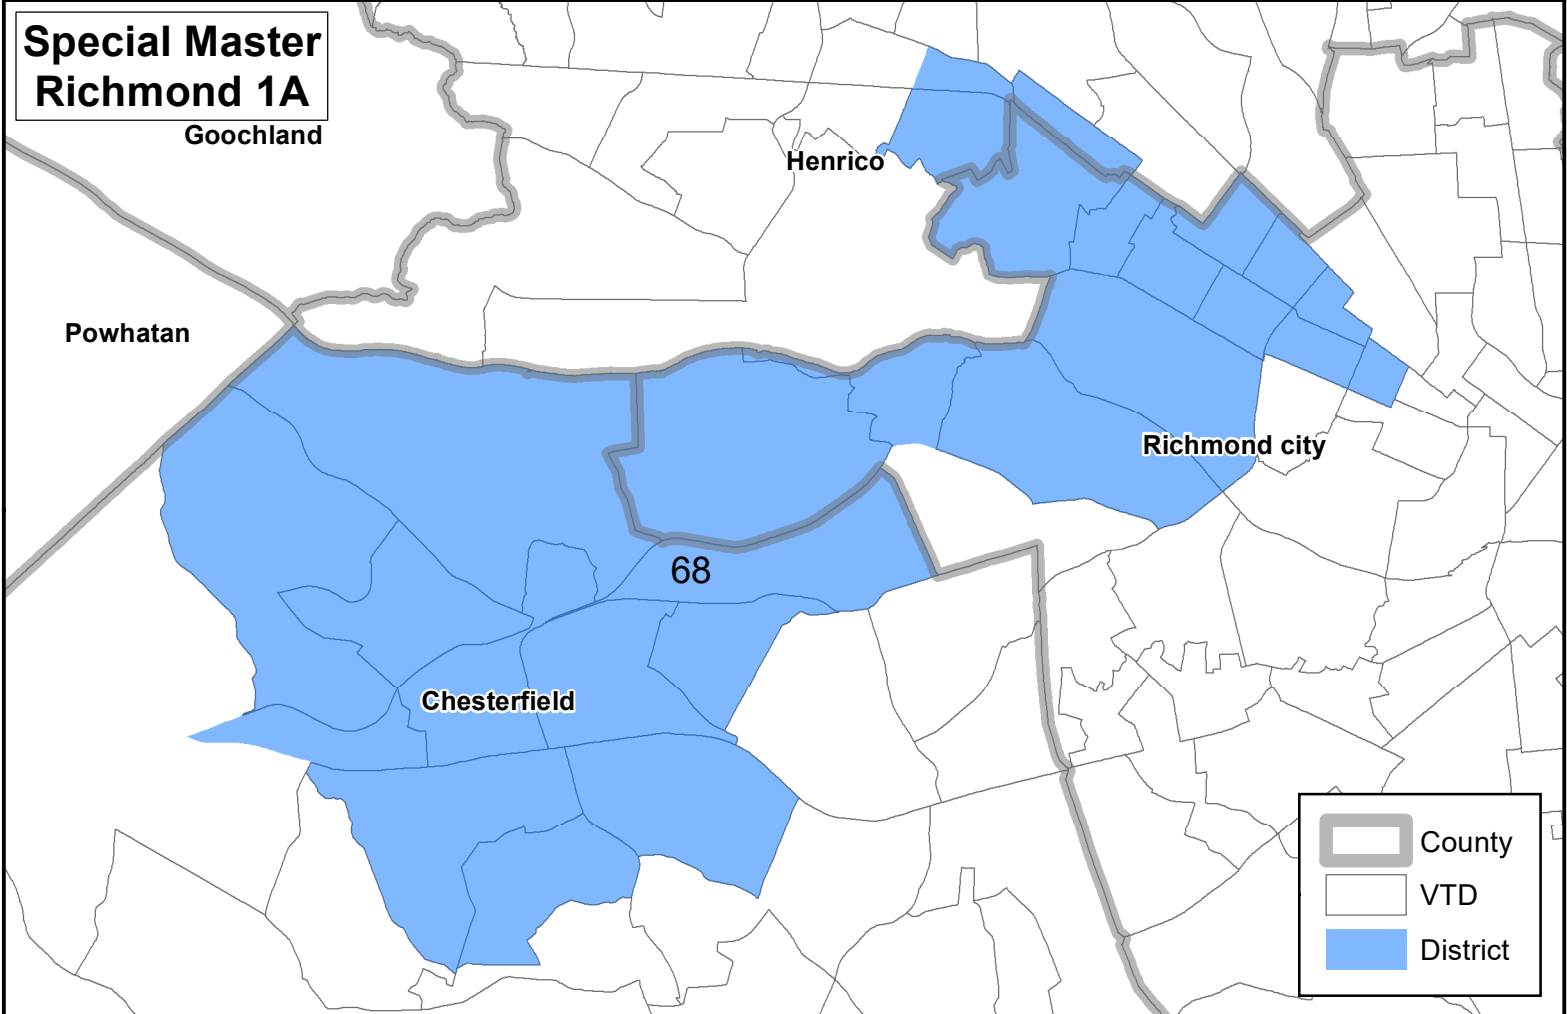 Special Master
Richmond 1A
Goochland
Henrico
Powhatan
Richmond city
68
Chesterfield
County
VTD
District